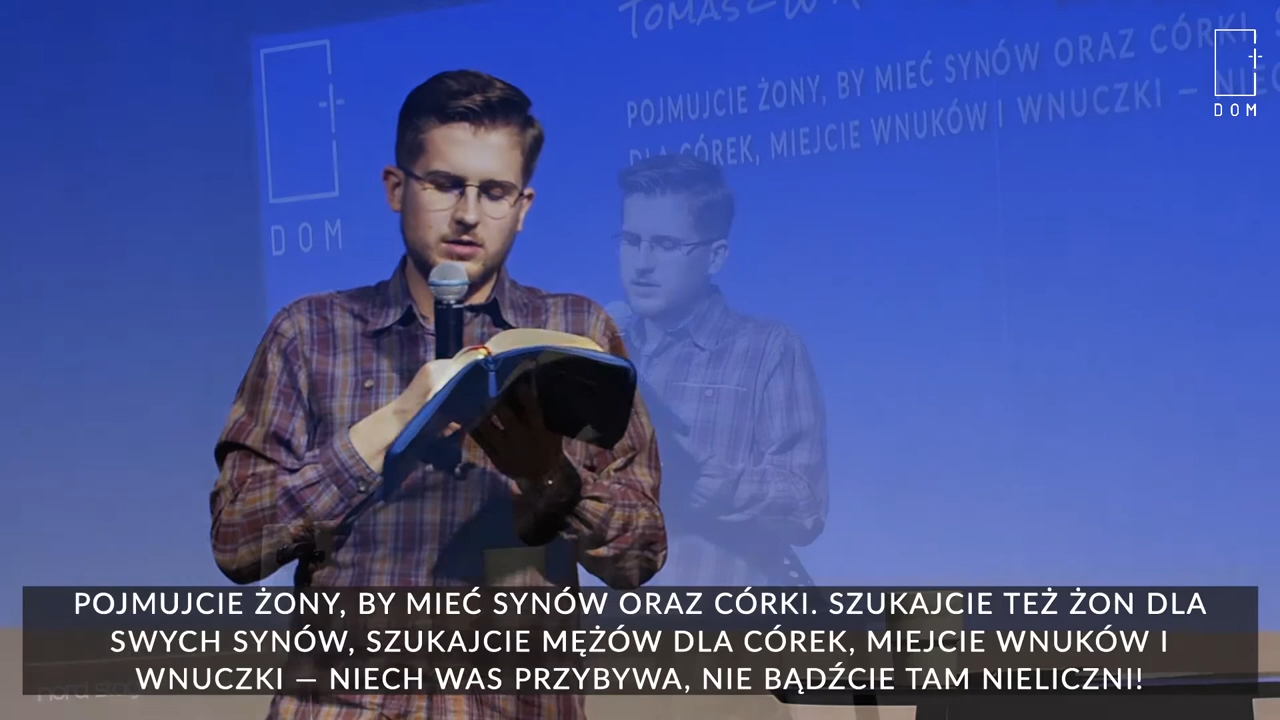 TOMASZ
POJMUJCIE ŻONY, BY MIEĆ SYNÓW ORAZ CÓRKI.
DLA CÓREK, MIEJCIE WNUKÓW I WNUCZKI — NIEC
DOM
DOM
POJMUJCIE ŻONY, BY MIEĆ SYNÓW ORAZ CÓRKI. SZUKAJCIE TEŻ ŻON DLA
SWYCH SYNÓW, SZUKAJCIE MĘŻÓW DLA CÓREK, MIEJCIE WNUKÓW I
WNUCZKI — NIECH WAS PRZYBYWA, NIE BĄDŹCIE TAM NIELICZNI!